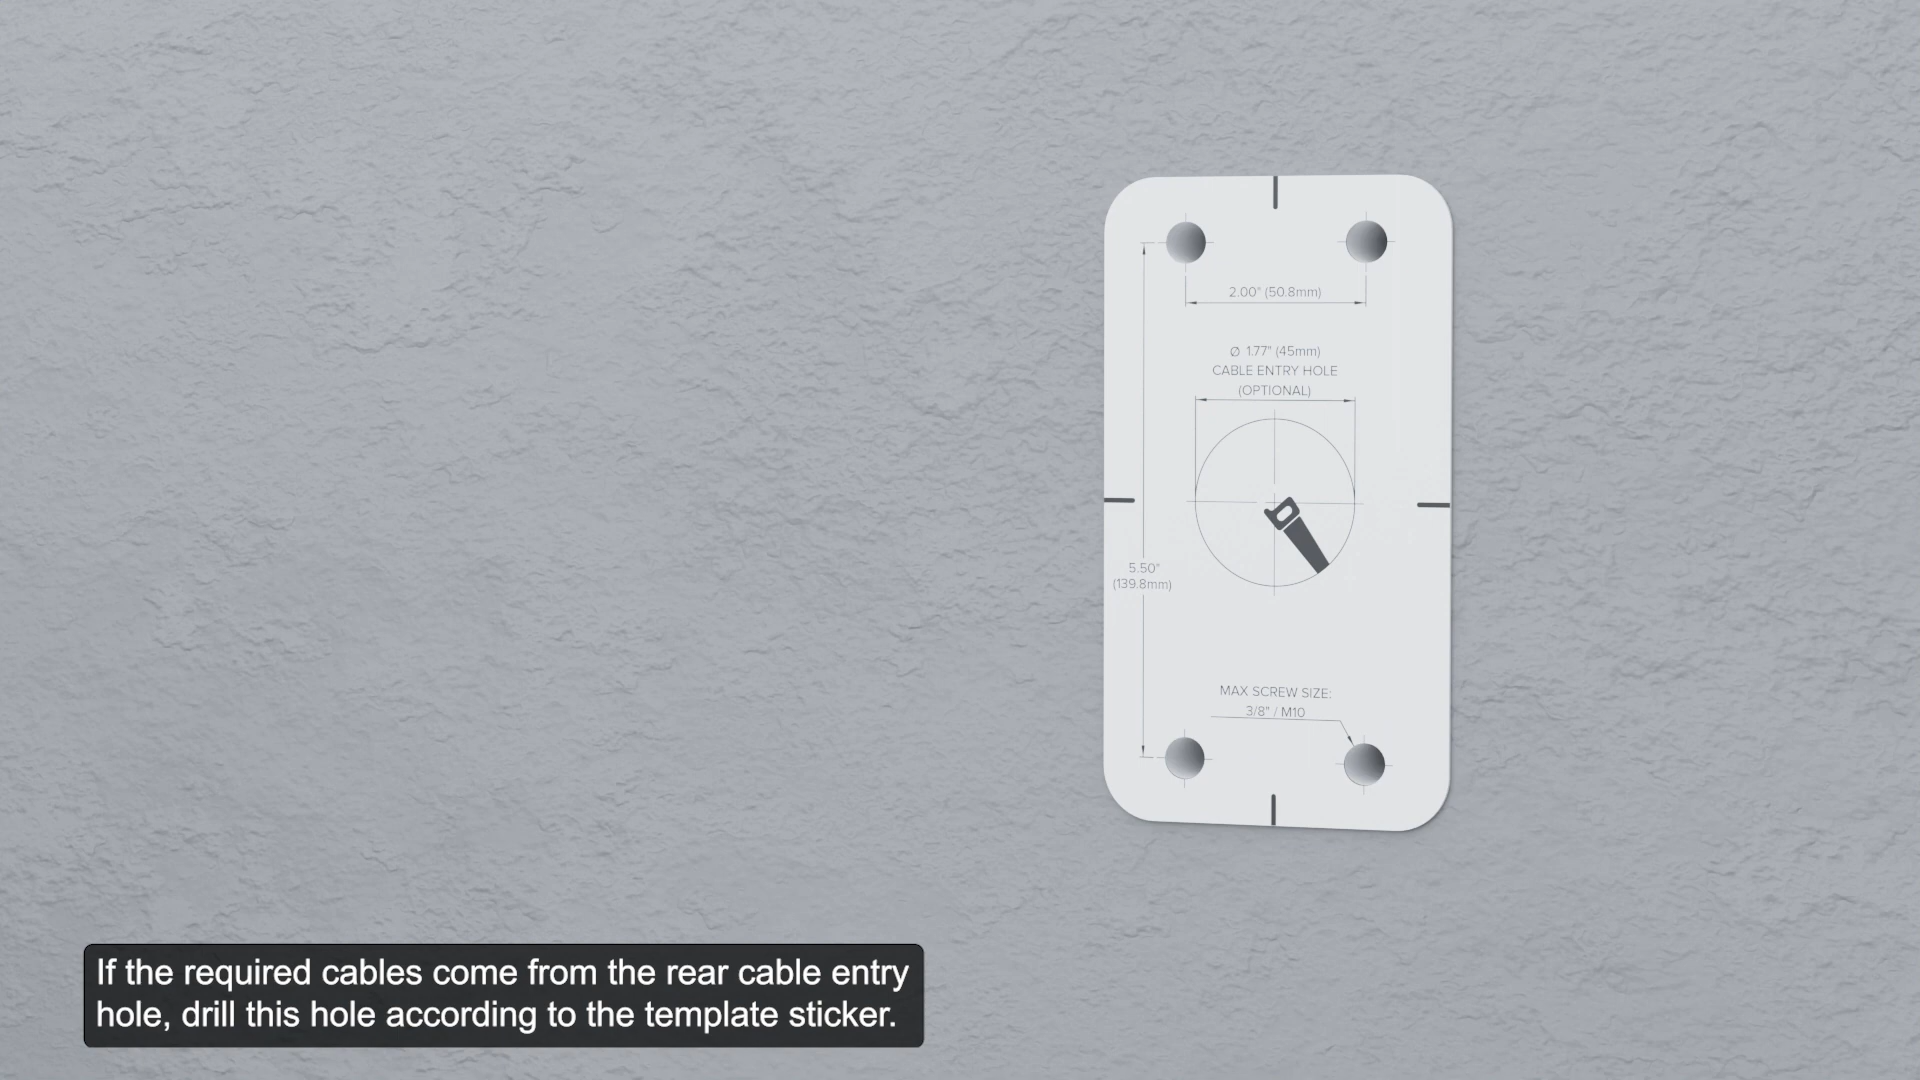 2.00" (50.8mm)
Ø 1.77" (45mm)
CABLE ENTRY HOLE
(OPTIONAL)
5.50"
(139.8mm)
MAX SCREW SIZE:
3/8" / M10
If the required cables come from the rear cable entry
hole, drill this hole according to the template sticker.